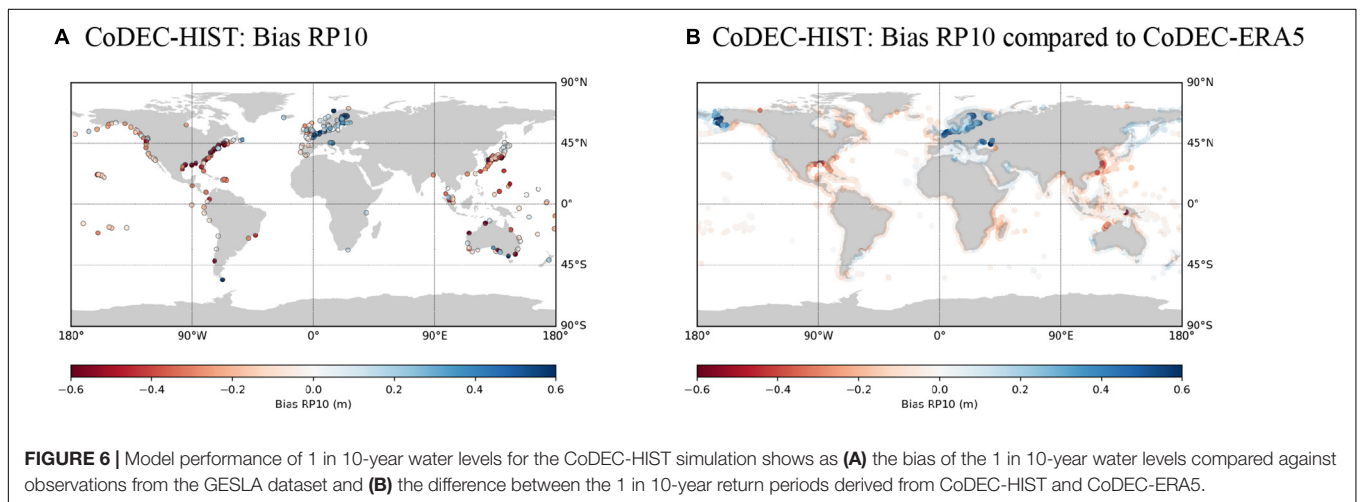 A CoDEC-HIST: Bias RP10
90°N
45°N
0°
45°S
90°S
180° 90°W 0° 90°E 180°
−0.6 −0.4 −0.2 0.0 0.2 0.4 0.6
Bias RP10 (m)
B CoDEC-HIST: Bias RP10 compared to CoDEC-ERA5
90°N
45°N
0°
45°S
90°S
180° 90°W 0° 90°E 180°
−0.6 −0.4 −0.2 0.0 0.2 0.4 0.6
Bias RP10 (m)
FIGURE 6 | Model performance of 1 in 10-year water levels for the CoDEC-HIST simulation shows as (A) the bias of the 1 in 10-year water levels compared against
observations from the GESLA dataset and (B) the difference between the 1 in 10-year return periods derived from CoDEC-HIST and CoDEC-ERA5.